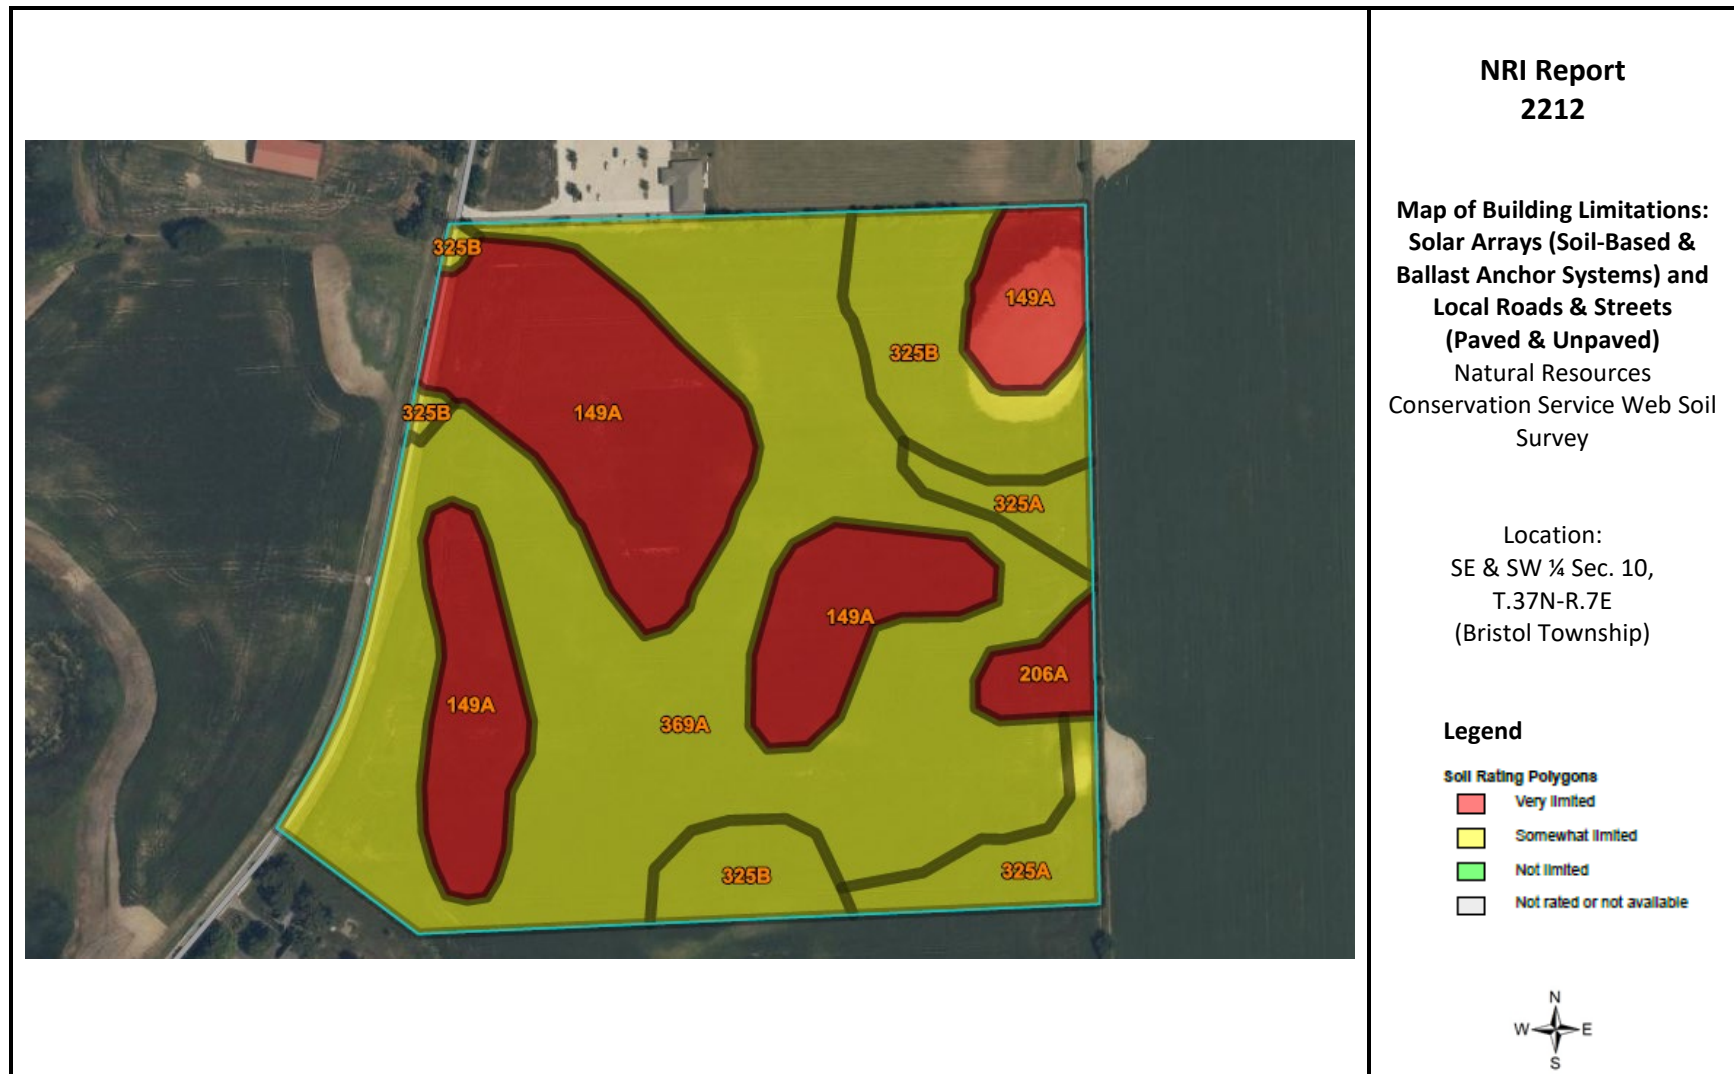 NRI Report
2212
Map of Building Limitations:
Solar Arrays (Soil-Based &
Ballast Anchor Systems) and
Local Roads & Streets
(Paved & Unpaved)
Natural Resources
Conservation Service Web Soil
Survey
Location:
SE & SW ¼ Sec. 10,
T.37N-R.7E
(Bristol Township)
Legend
Soil Rating Polygons
Very limited
Somewhat limited
Not limited
Not rated or not available
N
W E
S
325B
149A
325B
325B
149A
325A
149A
206A
149A
369A
325B
325A